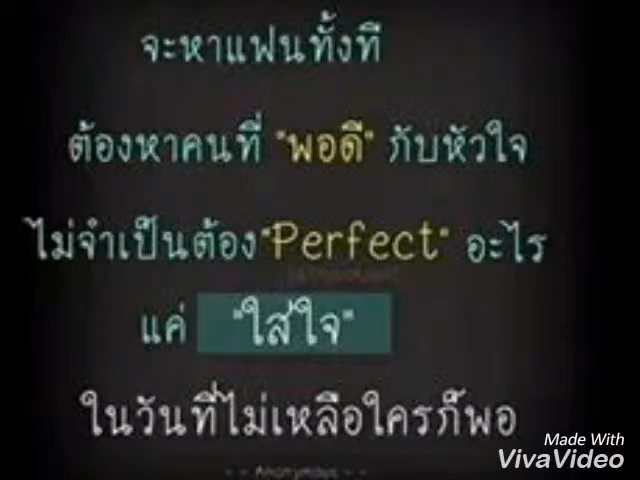 จะหาแฟนทั้งที
ต้องหาคนที่ "พอดี" กับหัวใจ
ไม่จำเป็นต้อง"Perfect" อะไร
แค่ "ใส่ใจ"
ในวันที่ไม่เหลือใครก็พอ
-- Anonymous --
Made With
VivaVideo